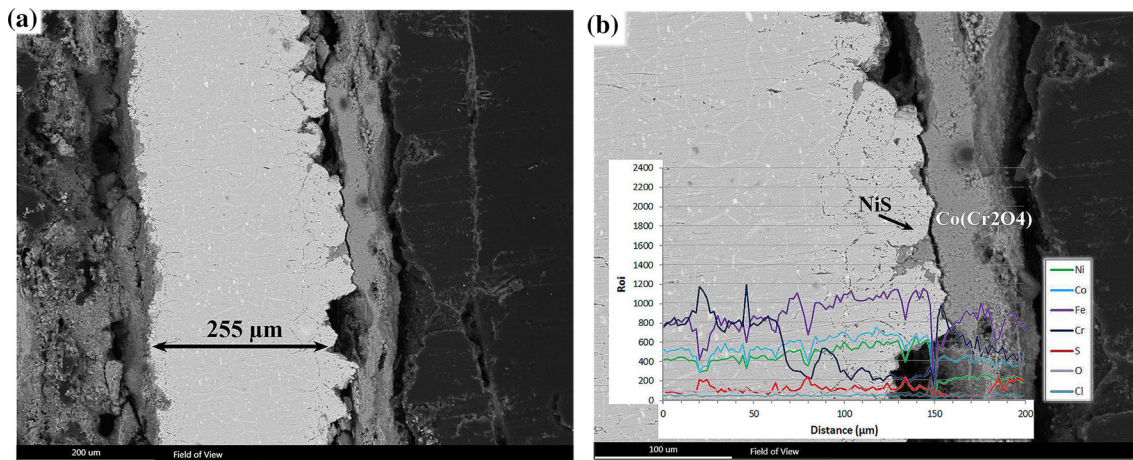 (a)
255 μm
200 um
Field of View
(b)
NiS
Co(Cr2O4)
Roi
2400
2200
2000
1800
1600
1400
1200
1000
800
600
400
200
0
0
50
100
150
200
Distance (μm)
Ni
Co
Fe
Cr
S
O
Cl
100 um
Field of View